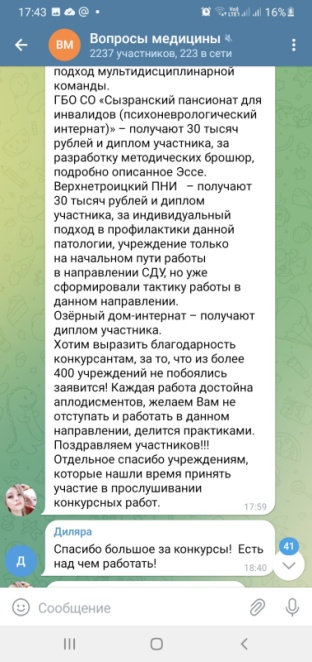 17:43
16%
ВМ
Вопросы медицины
2237 участников, 223 в сети
подход мультидисциплинарной
команды.
ГБО СО «Сызранский пансионат для
инвалидов (психоневрологический
интернат)» – получают 30 тысяч
рублей и диплом участника, за
разработку методических брошюр,
подробно описанное Эссе.
Верхнетроицкий ПНИ – получают
30 тысяч рублей и диплом
участника, за индивидуальный
подход в профилактики данной
патологии, учреждение только
на начальном пути работы
в направлении СДУ, но уже
сформировали тактику работы в
данном направлении.
Озёрный дом-интернат – получают
диплом участника.
Хотим выразить благодарность
конкурсантам, за то, что из более
400 учреждений не побоялись
заявится! Каждая работа достойна
аплодисментов, желаем Вам не
отступать и работать в данном
направлении, делится практиками.
Поздравляем участников!!!
Отдельное спасибо учреждениям,
которые нашли время принять
участие в прослушивании
конкурсных работ.
17:59
Диляра
Д
Спасибо большое за конкурсы! Есть
над чем работать!
18:40
41
Сообщение